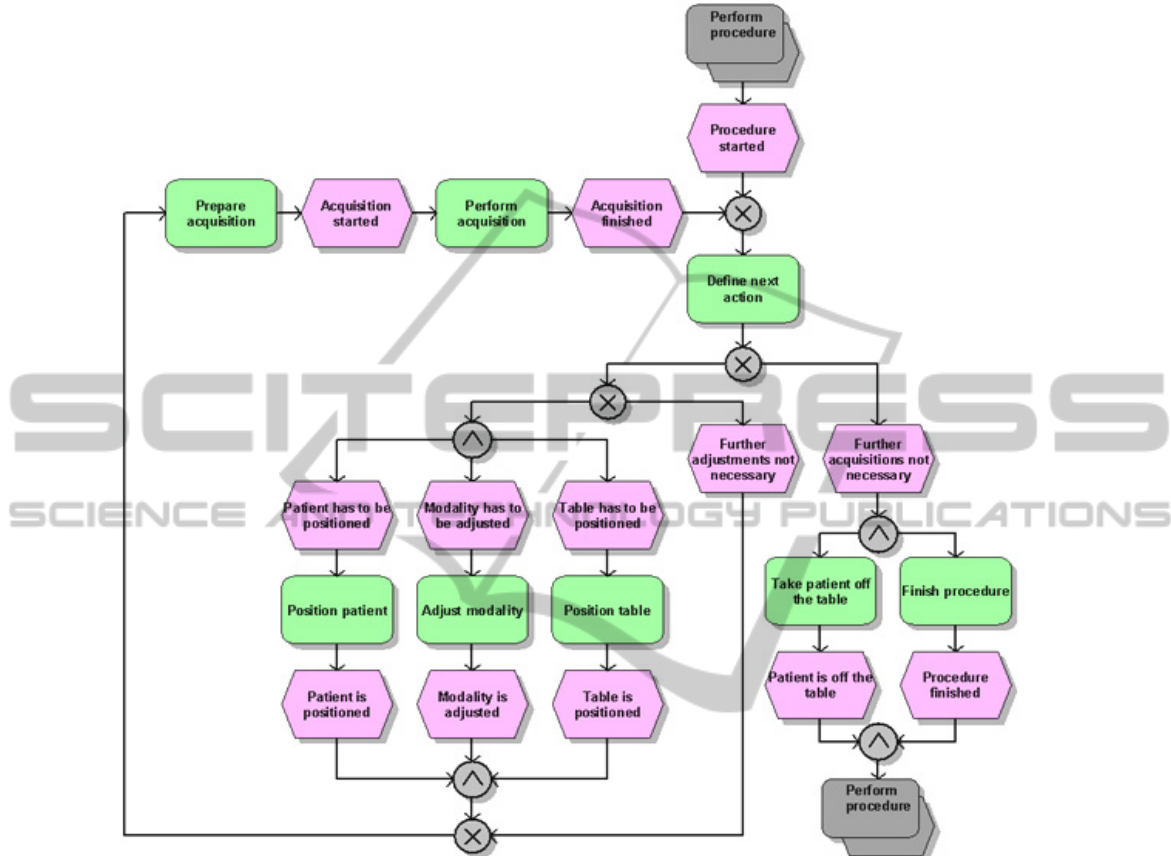 Perform
procedure
Procedure
started
Prepare
acquisition
Acquisition
started
Perform
acquisition
Acquisition
finished
Define next
action
SCITEPRESS
SCIENCE AND TECHNOLOGY PUBLICATIONS
Further
adjustments not
necessary
Further
acquisitions not
necessary
Patient has to be
positioned
Modality has to
be adjusted
Table has to be
positioned
Take patient off
the table
Finish procedure
Position patient
Adjust modality
Position table
Patient is off the
table
Procedure
finished
Patient is
positioned
Modality is
adjusted
Table is
positioned
Perform
procedure